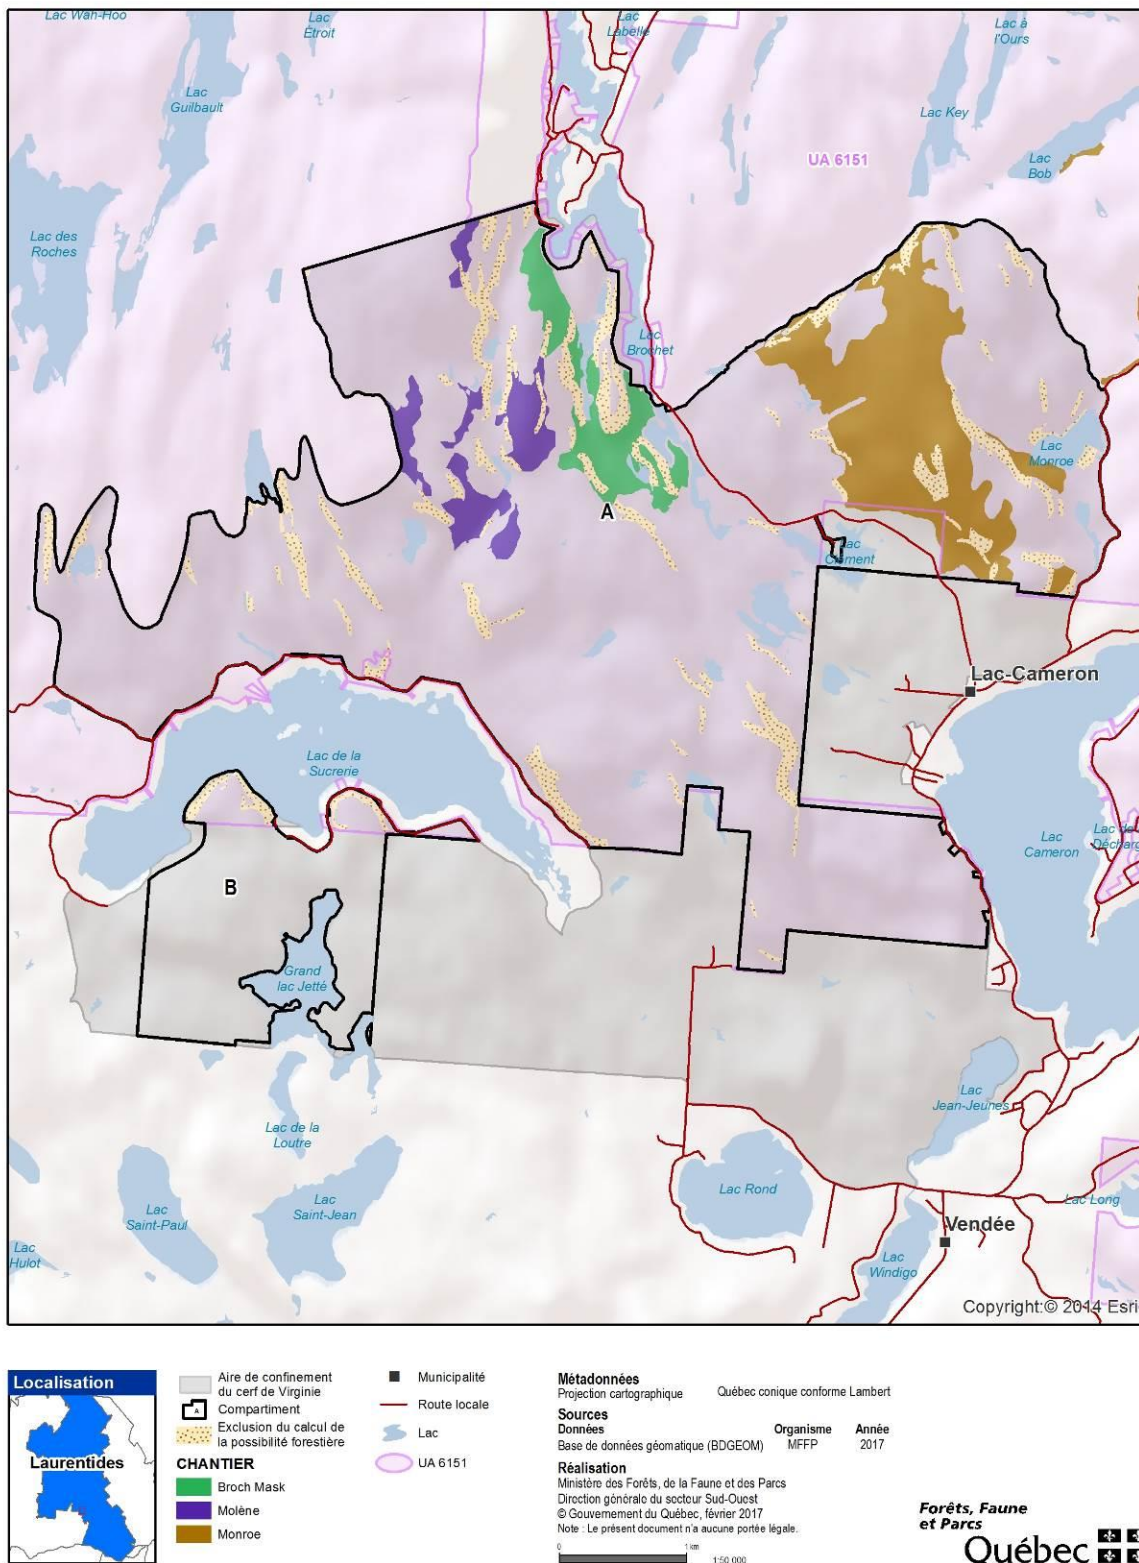 Lac Wah-Hoo
Lac
Étroit
Lac
Labelle
Lac à
l'Ours
Lac
Guilbault
Lac Key
Lac
Bob
UA 6151
Lac des
Roches
Lac
Brochet
Lac
Monroe
A
Lac
Clément
Lac-Cameron
Lac de la
Sucrerie
Lac
Cameron
Lac de
Décharg
B
Grand
lac Jetté
Lac
Jean-Jeunes
Lac de la
Loutre
Lac
Saint-Paul
Lac
Saint-Jean
Lac Rond
Lac Long
Vendée
Lac
Hulot
Lac
Windigo
Copyright:© 2014 Esri
Localisation
Laurentides
Aire de confinement
du cerf de Virginie
A
Compartiment
Exclusion du calcul de
la possibilité forestière
CHANTIER
Broch Mask
Molène
Monroe
Municipalité
Route locale
Lac
UA 6151
Métadonnées
Projection cartographique Québec conique conforme Lambert
Sources
Données Organisme Année
Base de données géomatique (BDGEOM) MFFP 2017
Réalisation
Ministère des Forêts, de la Faune et des Parcs
Direction générale du secteur Sud-Ouest
© Gouvernement du Québec, février 2017
Note : Le présent document n'a aucune portée légale.
0 1 km
1:50 000
Forêts, Faune
et Parcs
Québec